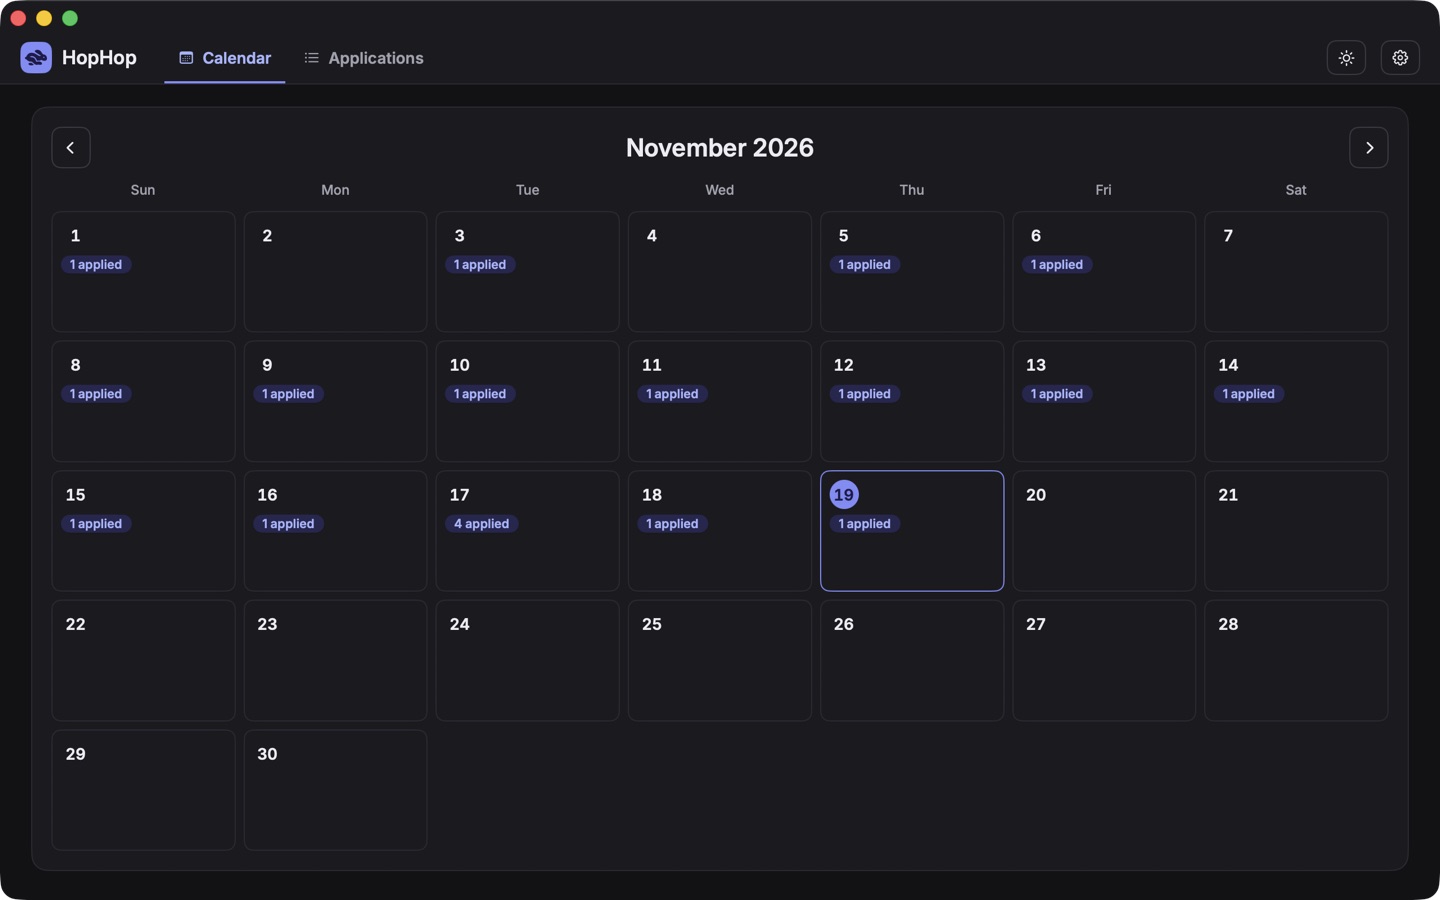 HopHop Calendar Applications
November 2026
Sun Mon Tue Wed Thu Fri Sat
1 2 3 4 5 6 7
1 applied 1 applied 1 applied 1 applied
8 9 10 11 12 13 14
1 applied 1 applied 1 applied 1 applied 1 applied 1 applied 1 applied
15 16 17 18 19 20 21
1 applied 1 applied 4 applied 1 applied 1 applied
22 23 24 25 26 27 28
29 30